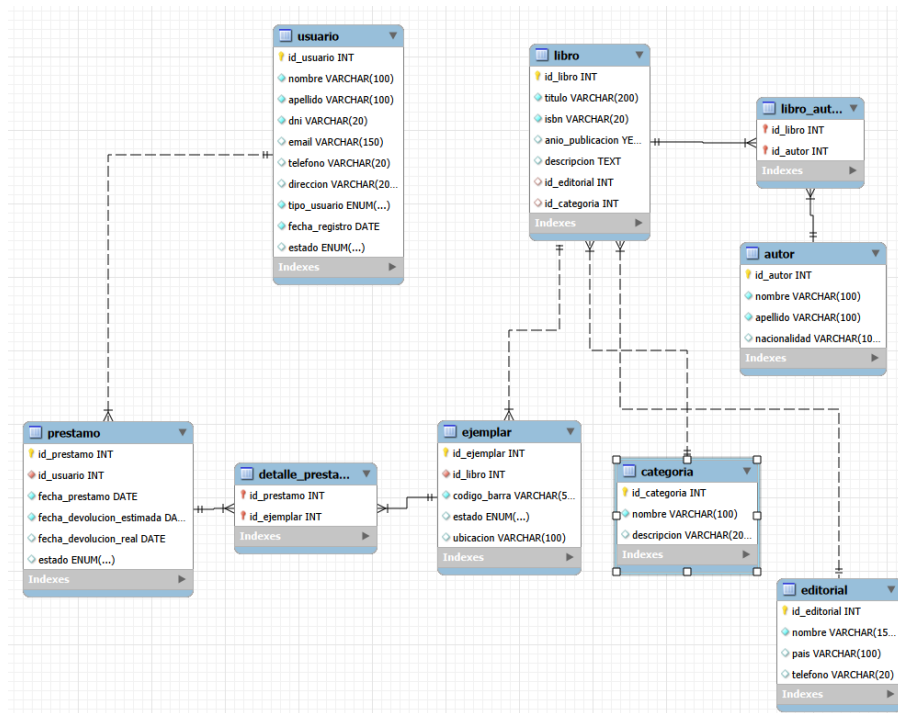 usuario
id_usuario INT
nombre VARCHAR(100)
apellido VARCHAR(100)
dni VARCHAR(20)
email VARCHAR(150)
telefono VARCHAR(20)
direccion VARCHAR(20...
tipo_usuario ENUM(...)
fecha_registro DATE
estado ENUM(...)
Indexes
libro
id_libro INT
titulo VARCHAR(200)
isbn VARCHAR(20)
anio_publicacion YE...
descripcion TEXT
id_editorial INT
id_categoria INT
Indexes
libro_aut...
id_libro INT
id_autor INT
Indexes
autor
id_autor INT
nombre VARCHAR(100)
apellido VARCHAR(100)
nacionalidad VARCHAR(10...
Indexes
prestamo
id_prestamo INT
id_usuario INT
fecha_prestamo DATE
fecha_devolucion_estimada DA...
fecha_devolucion_real DATE
estado ENUM(...)
Indexes
detalle_presta...
id_prestamo INT
id_ejemplar INT
Indexes
ejemplar
id_ejemplar INT
id_libro INT
codigo_barra VARCHAR(5...
estado ENUM(...)
ubicacion VARCHAR(100)
Indexes
categoria
id_categoria INT
nombre VARCHAR(100)
descripcion VARCHAR(20...
Indexes
editorial
id_editorial INT
nombre VARCHAR(15...
pais VARCHAR(100)
telefono VARCHAR(20)
Indexes